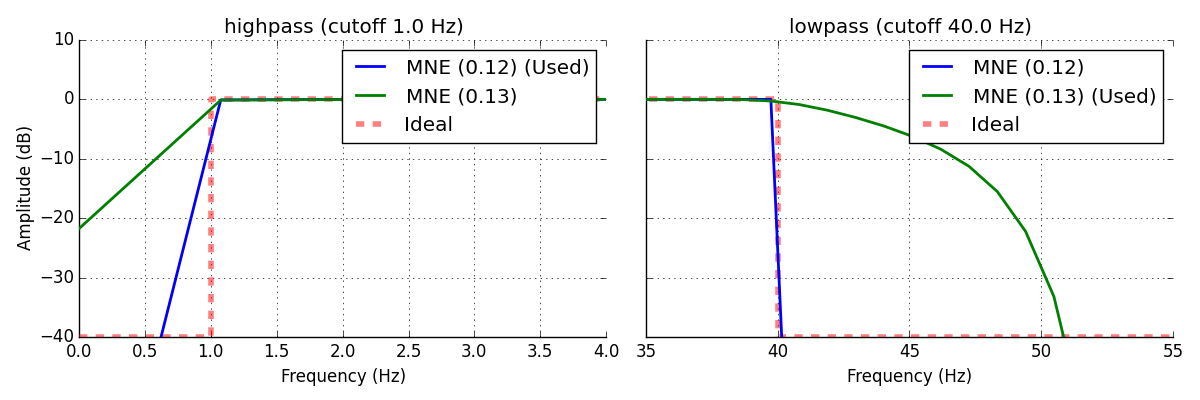 highpass (cutoff 1.0 Hz)
10
0
−10
−20
−30
−40
Amplitude (dB)
MNE (0.12) (Used)
MNE (0.13)
Ideal
0.0 0.5 1.0 1.5 2.0 2.5 3.0 3.5 4.0
Frequency (Hz)
lowpass (cutoff 40.0 Hz)
MNE (0.12)
MNE (0.13) (Used)
Ideal
35 40 45 50 55
Frequency (Hz)